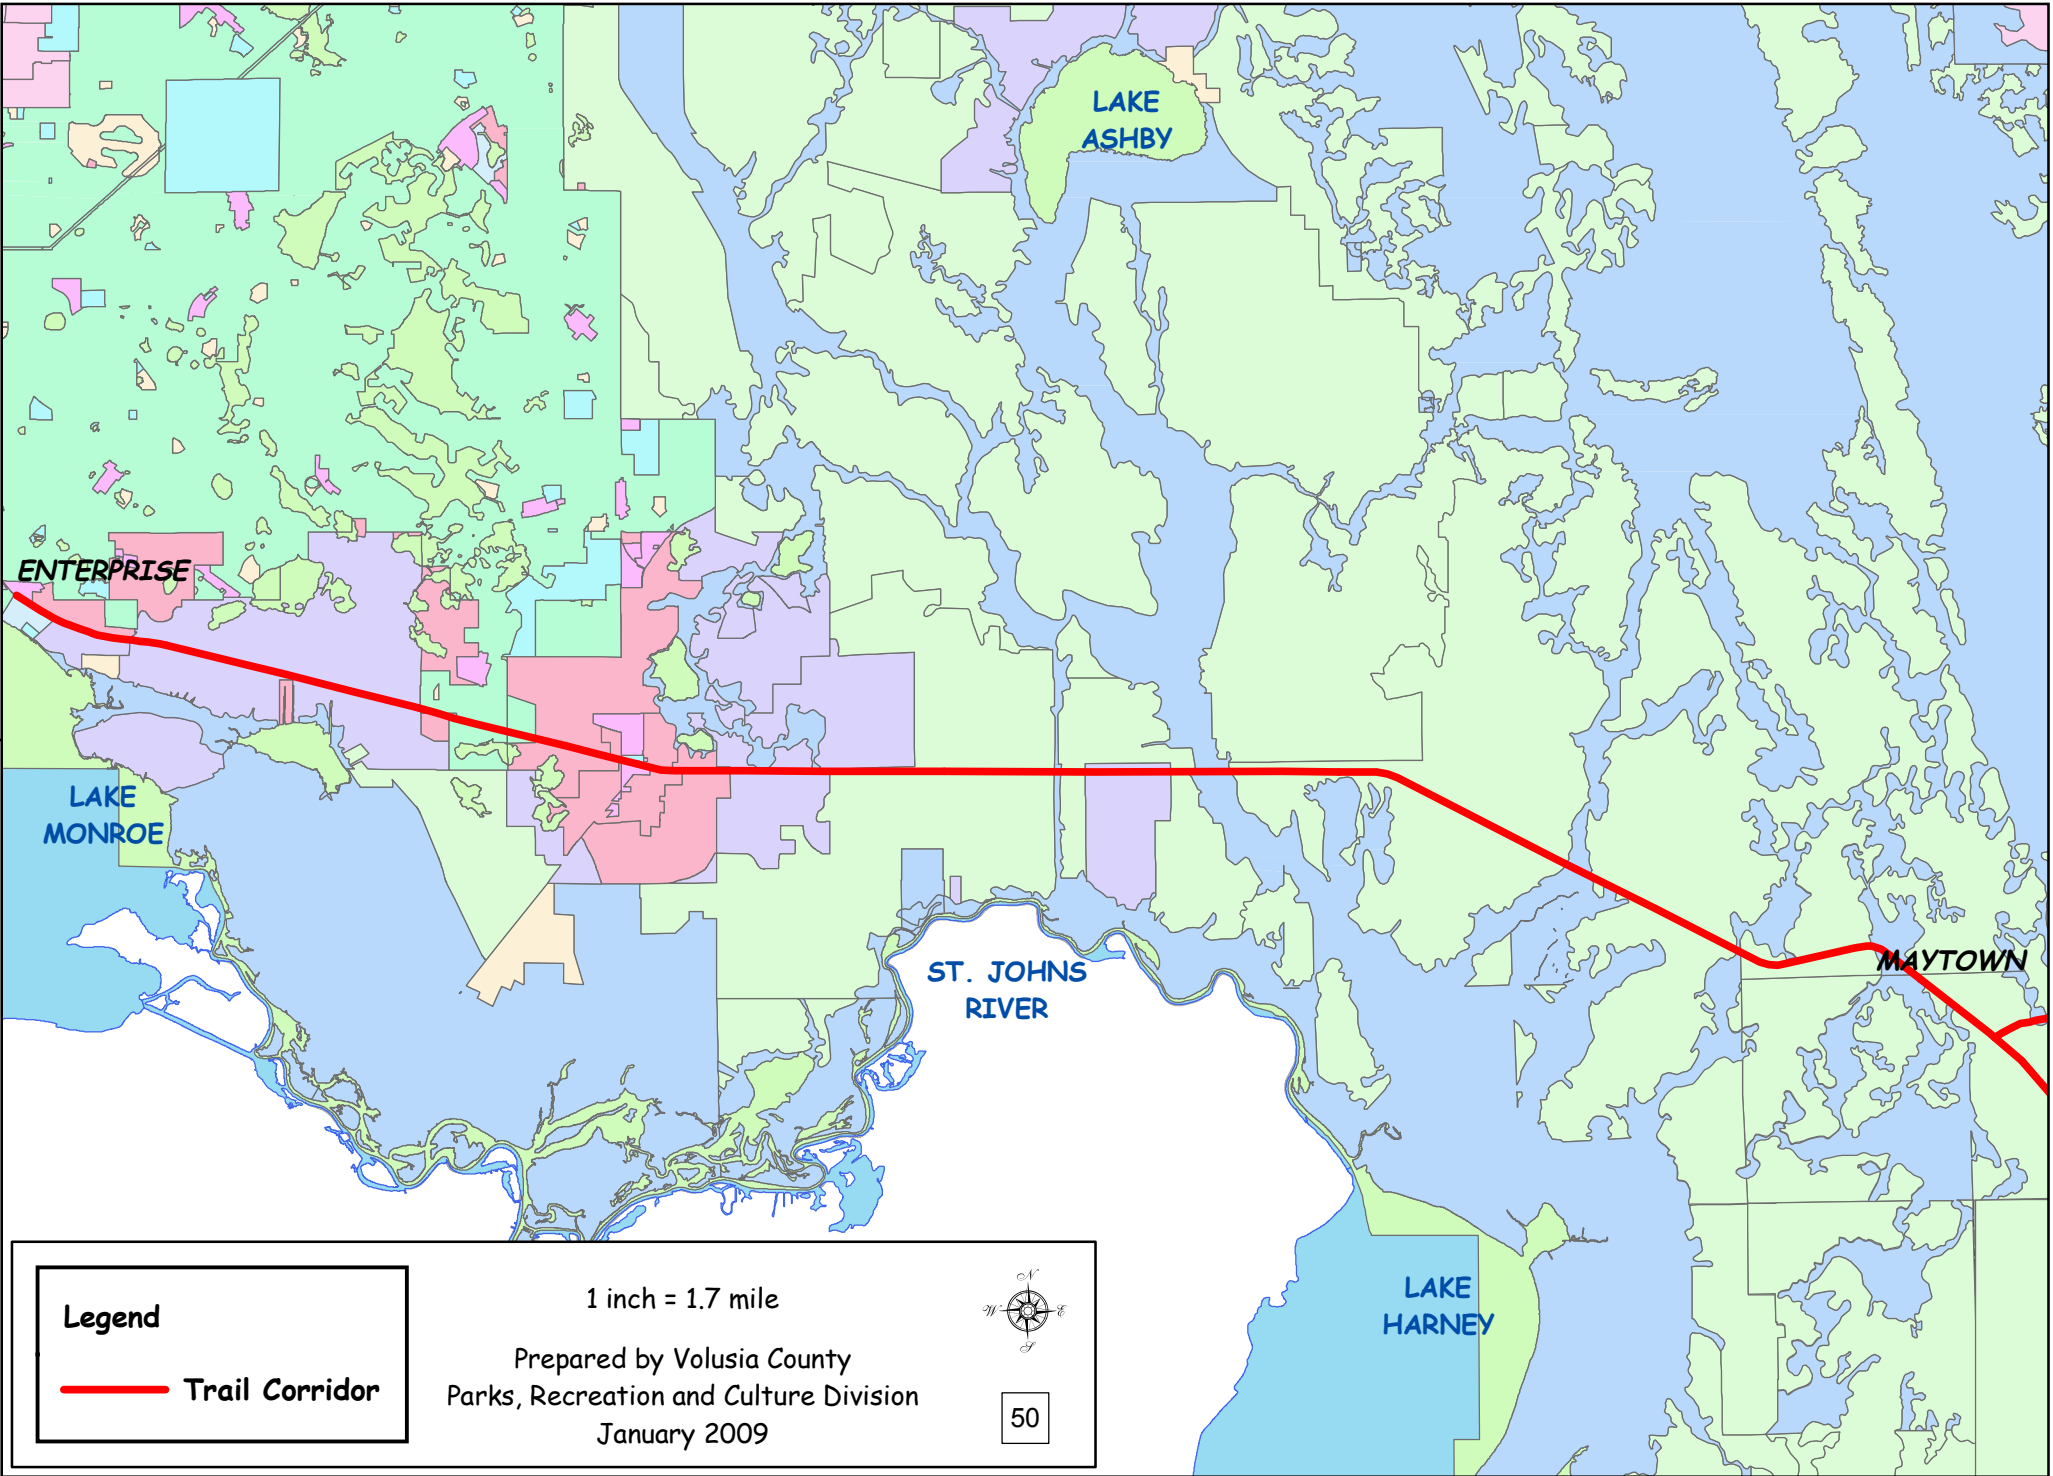 LAKE
ASHBY
ENTERPRISE
LAKE
MONROE
ST. JOHNS
RIVER
MAYTOWN
LAKE
HARNEY
Legend
Trail Corridor
1 inch = 1.7 mile
Prepared by Volusia County
Parks, Recreation and Culture Division
January 2009
N
W
E
S
50